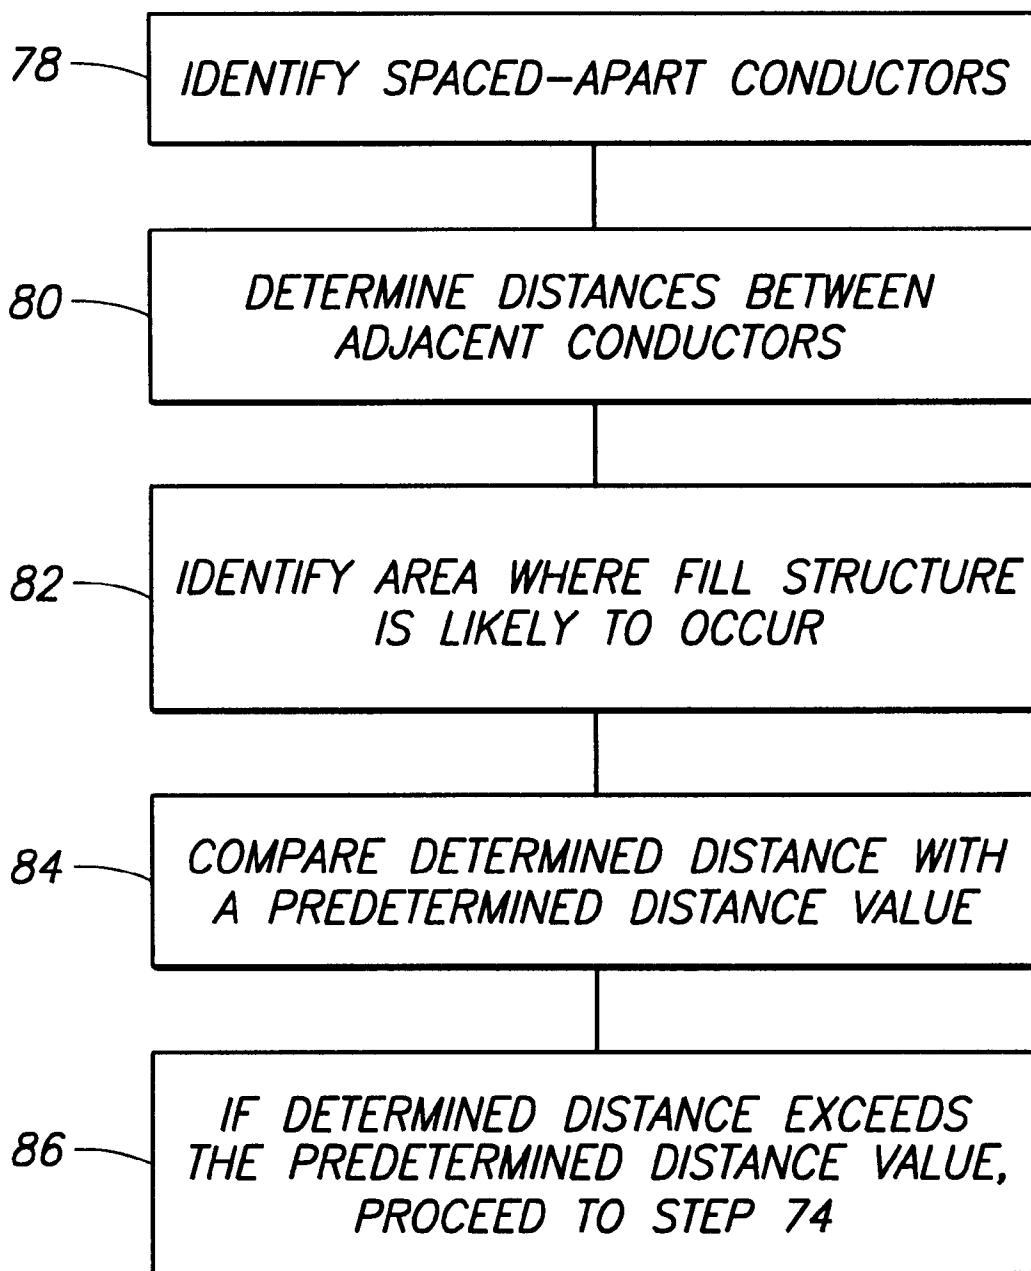 78
IDENTIFY SPACED-APART CONDUCTORS
80
DETERMINE DISTANCES BETWEEN
ADJACENT CONDUCTORS
82
IDENTIFY AREA WHERE FILL STRUCTURE
IS LIKELY TO OCCUR
84
COMPARE DETERMINED DISTANCE WITH
A PREDETERMINED DISTANCE VALUE
86
IF DETERMINED DISTANCE EXCEEDS
THE PREDETERMINED DISTANCE VALUE,
PROCEED TO STEP 74